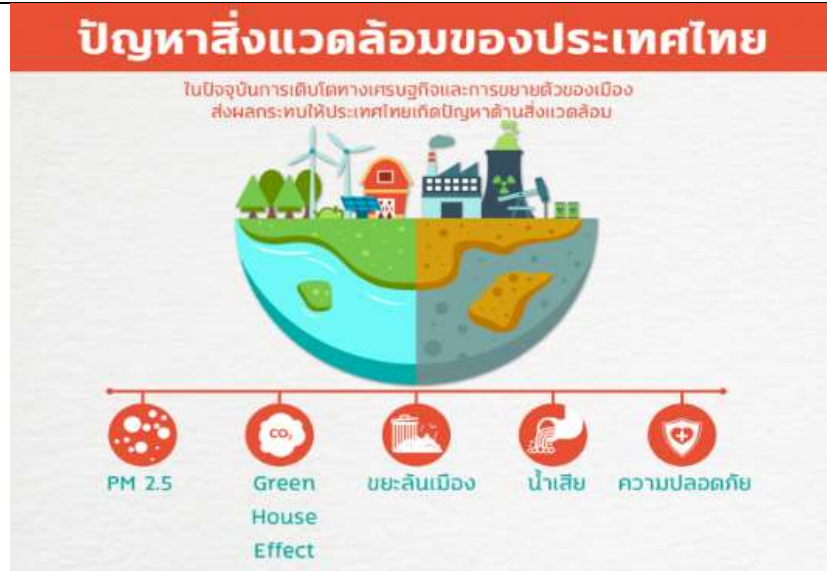 ปัญหาสิ่งแวดล้อมของประเทศไทย
ในปัจจุบันการเติบโตทางเศรษฐกิจและการขยายตัวของเมือง
ส่งผลกระทบให้ประเทศไทยเกิดปัญหาด้านสิ่งแวดล้อม
CO₂
PM 2.5
Green
House
Effect
ขยะล้นเมือง
น้ำเสีย
ความปลอดภัย